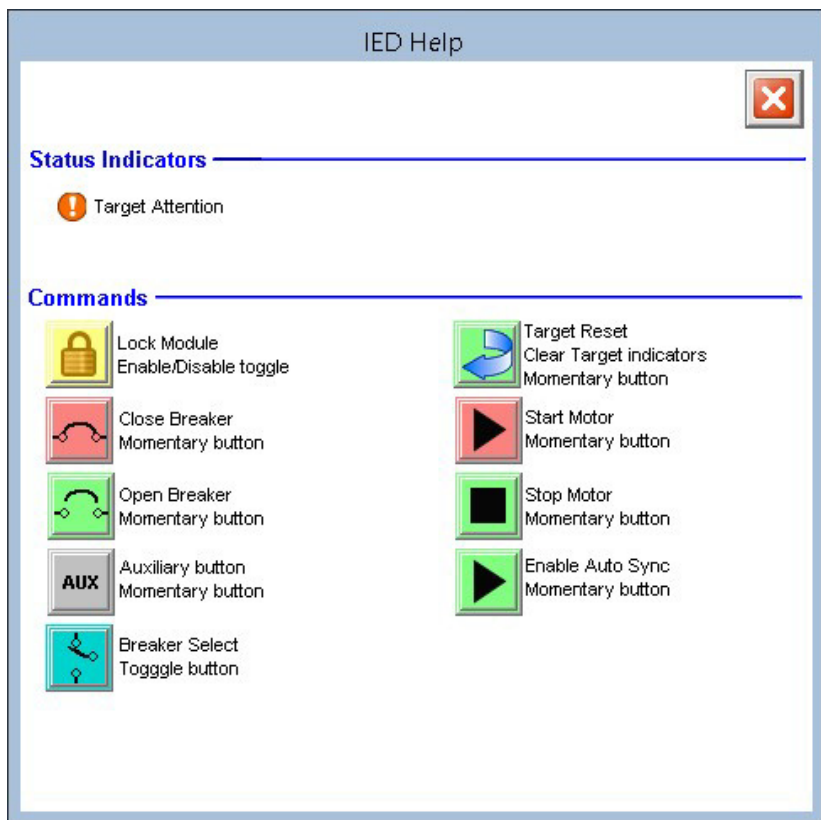 IED Help
Status Indicators
Target Attention
Commands
Lock Module
Enable/Disable toggle
Close Breaker
Momentary button
Open Breaker
Momentary button
AUX
Auxiliary button
Momentary button
Breaker Select
Togggle button
Target Reset
Clear Target indicators
Momentary button
Start Motor
Momentary button
Stop Motor
Momentary button
Enable Auto Sync
Momentary button